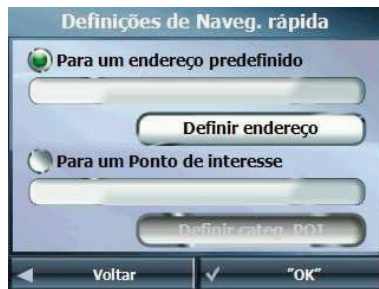 Definições de Naveg. rápida
Para um endereço predefinido
Definir endereço
Para um Ponto de interesse
Definir categ. POI
Voltar
"OK"